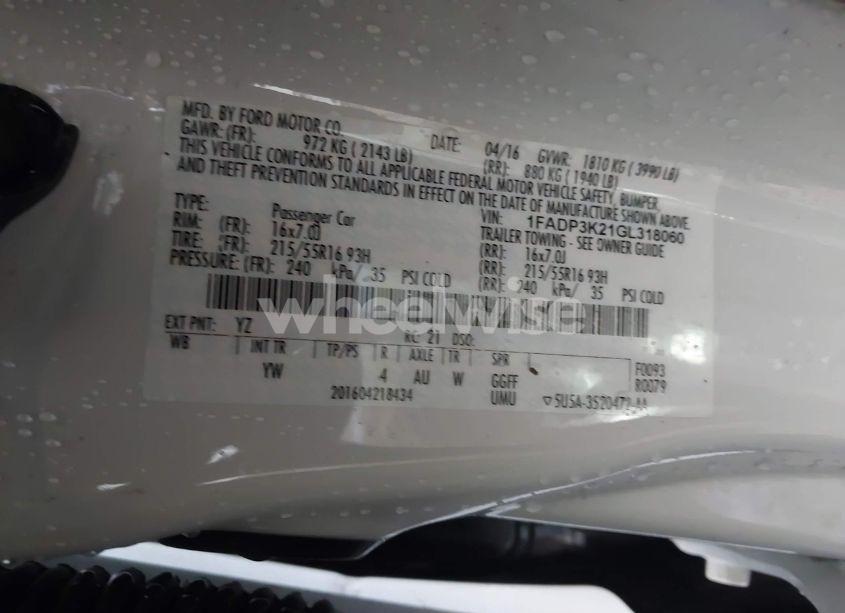 MFD. BY FORD MOTOR CO.
DATE: 04/16 GVWR: 1810 KG ( 3990 LB)
GAWR: (FR): 972 KG ( 2143 LB) (RR): 880 KG ( 1940 LB)
THIS VEHICLE CONFORMS TO ALL APPLICABLE FEDERAL MOTOR VEHICLE SAFETY, BUMPER,
AND THEFT PREVENTION STANDARDS IN EFFECT ON THE DATE OF MANUFACTURE SHOWN ABOVE.
TYPE: Passenger Car VIN: 1FADP3K21GL318060
TRAILER TOWING - SEE OWNER GUIDE
RIM: (FR): 16x7.0J (RR): 16x7.0J
TIRE: (FR): 215/55R16 93H (RR): 215/55R16 93H
PRESSURE: (FR): 240 kPa/ 35 PSI COLD (RR): 240 kPa/ 35 PSI COLD
wheelwise
EXT PNT: YZ RC: 21 DSO:
WB INT TR TP/PS R AXLE TR SPR F0093
YW 4 AU W GGFF R0079
201604218434 UMU ▽5U5A-3520472-AA